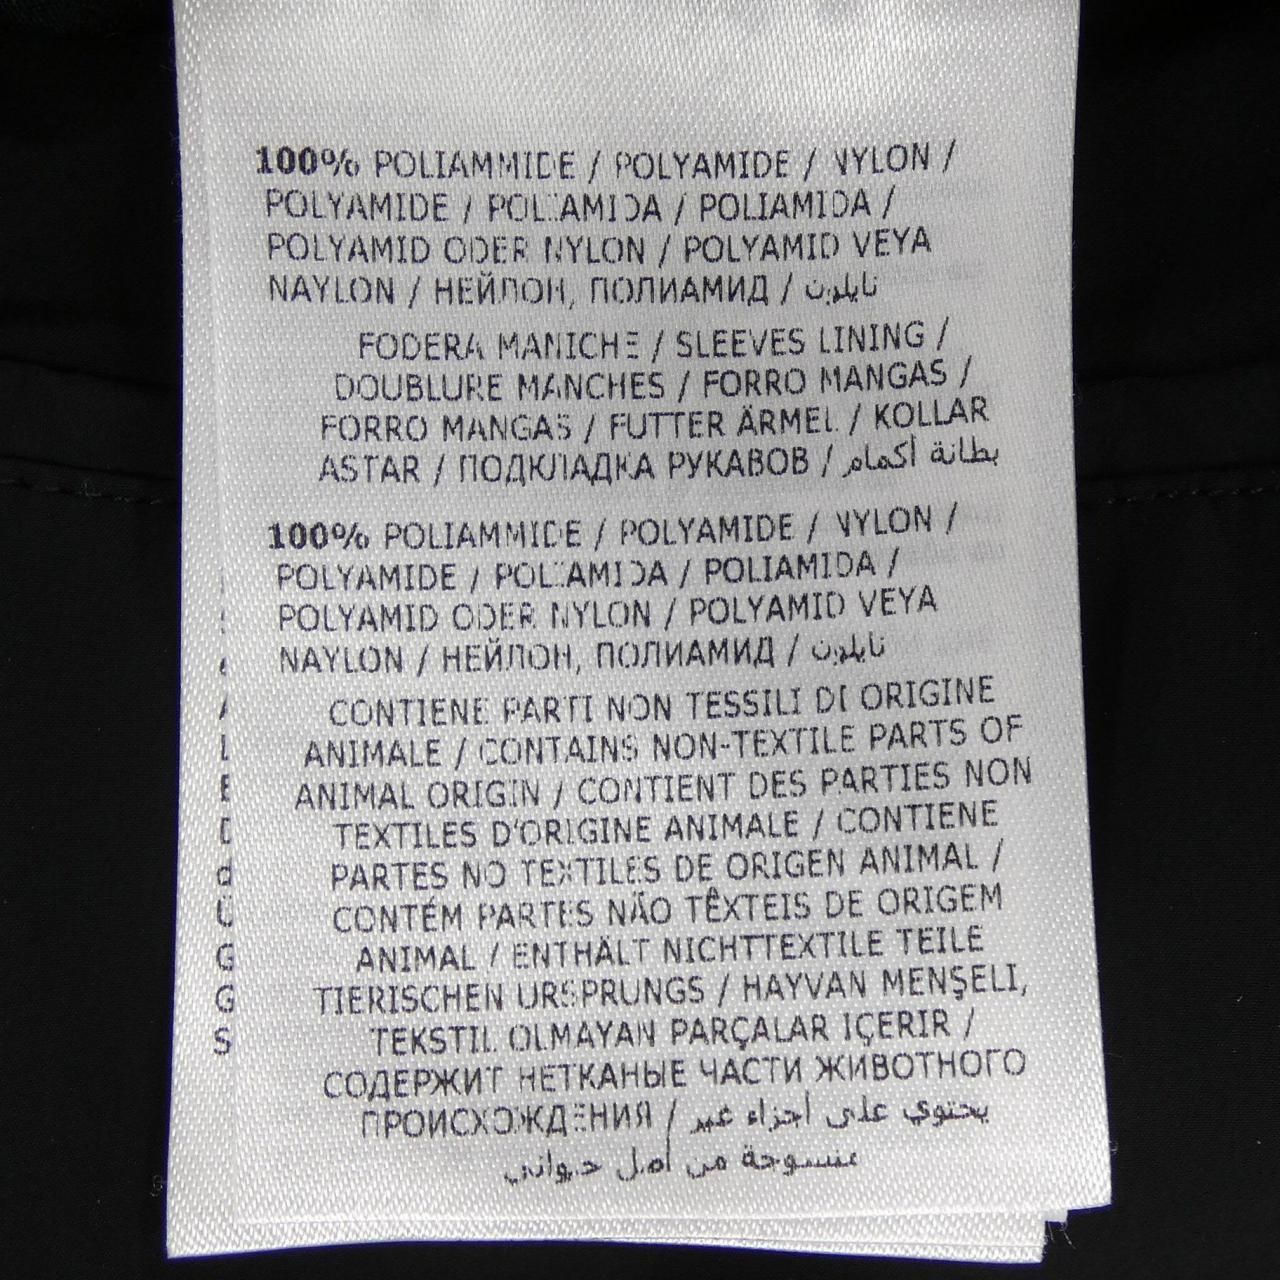 100% POLIAMMIDE / POLYAMIDE / NYLON /
POLYAMIDE / POLIAMIDA / POLIAMIDA /
POLYAMID ODER NYLON / POLYAMID VEYA
NAYLON / НЕЙЛОН, ПОЛИАМИД / نايلون
FODERA MANICHE / SLEEVES LINING /
DOUBLURE MANCHES / FORRO MANGAS /
FORRO MANGAS / FUTTER ÄRMEL / KOLLAR
ASTAR / ПОДКЛАДКА РУКАВОВ / بطانة أكمام
100% POLIAMMIDE / POLYAMIDE / NYLON /
POLYAMIDE / POLIAMIDA / POLIAMIDA /
POLYAMID ODER NYLON / POLYAMID VEYA
NAYLON / НЕЙЛОН, ПОЛИАМИД / نايلون
CONTIENE PARTI NON TESSILI DI ORIGINE
ANIMALE / CONTAINS NON-TEXTILE PARTS OF
ANIMAL ORIGIN / CONTIENT DES PARTIES NON
TEXTILES D'ORIGINE ANIMALE / CONTIENE
PARTES NO TEXTILES DE ORIGEN ANIMAL /
CONTÉM PARTES NÃO TÊXTEIS DE ORIGEM
ANIMAL / ENTHÄLT NICHTTEXTILE TEILE
TIERISCHEN URSPRUNGS / HAYVAN MENŞELİ,
TEKSTIL OLMAYAN PARÇALAR IÇERIR /
СОДЕРЖИТ НЕТКАНЫЕ ЧАСТИ ЖИВОТНОГО
ПРОИСХОЖДЕНИЯ / يحتوي على أجزاء غير
منسوجة من أصل حيواني